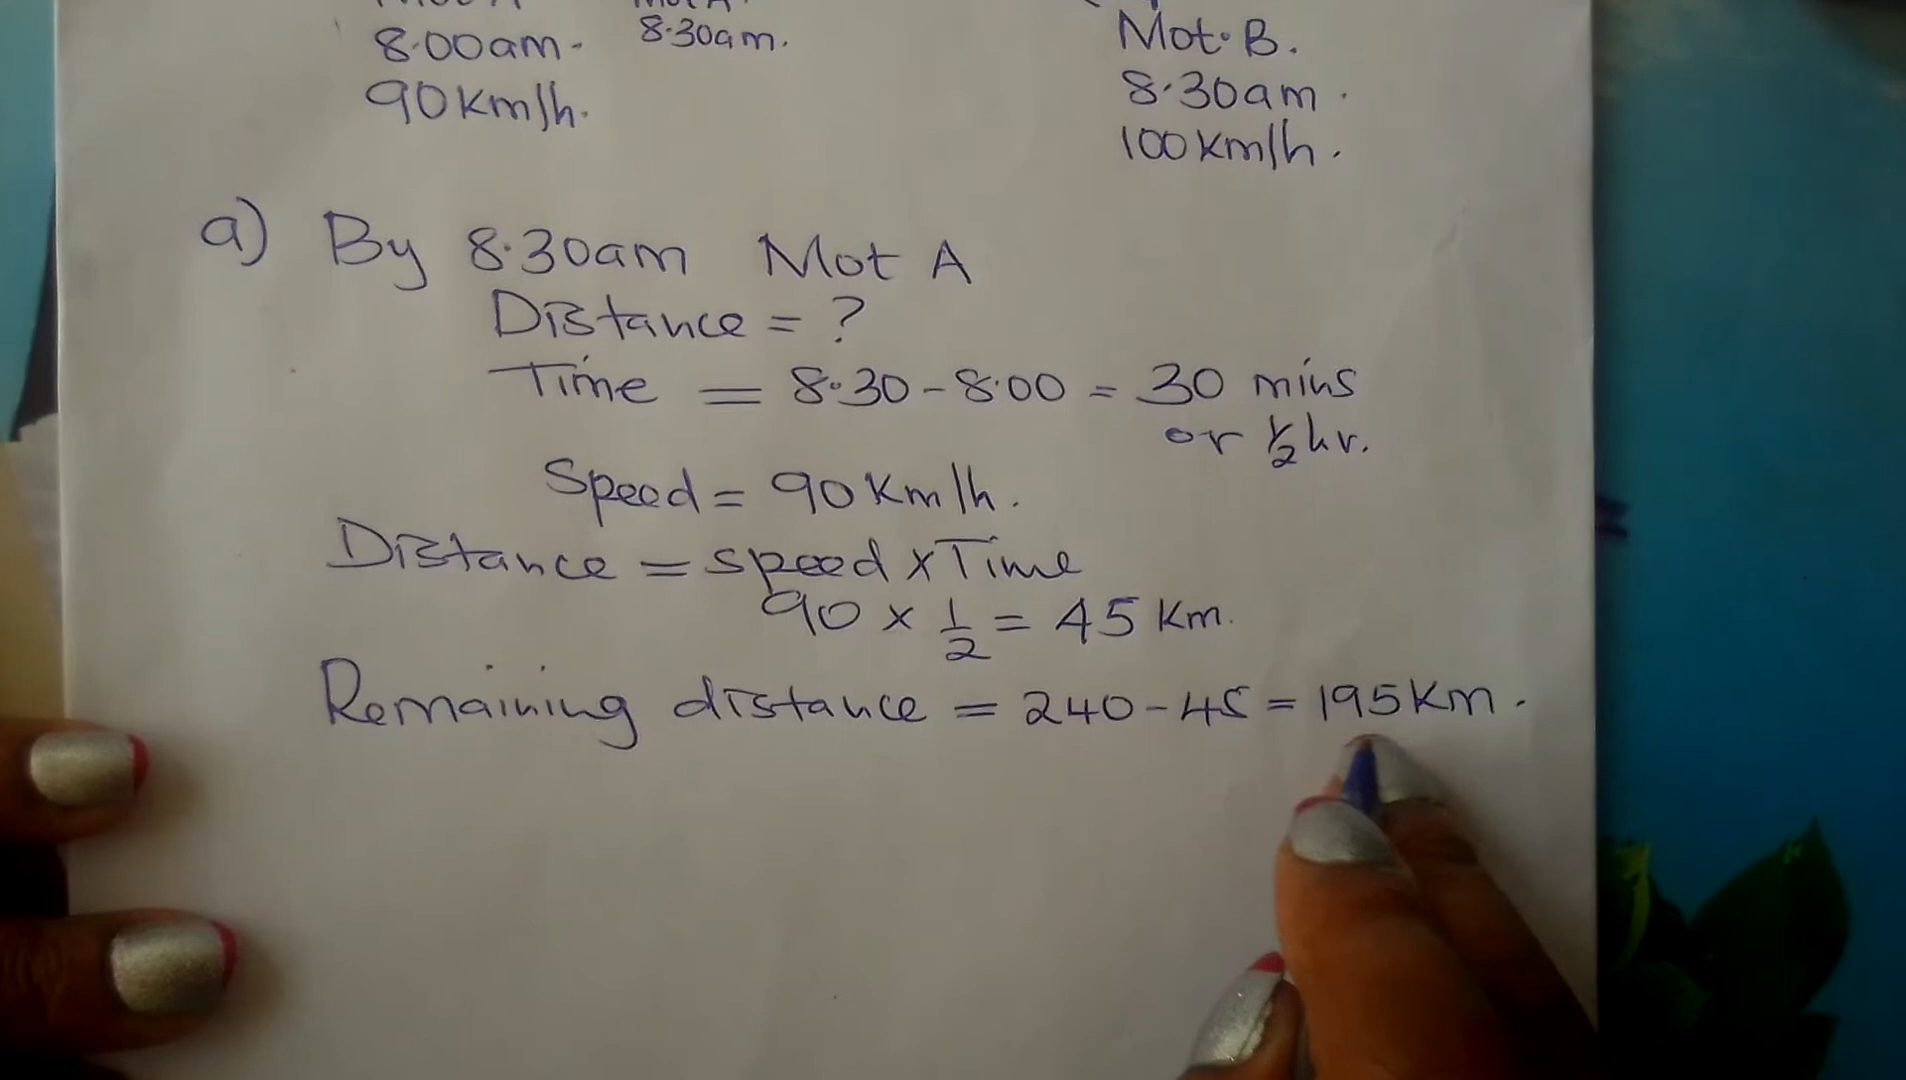 8.00am.
8.30am.
90km/h.
Mot. B.
8.30am.
100km/h.
a) By 8.30am Mot A
Distance = ?
Time = 8.30 - 8.00 = 30 mins
or ½ hr.
Speed = 90km/h.
Distance = speed x Time
90 x 1/2 = 45 km.
Remaining distance = 240 - 45 = 195km.